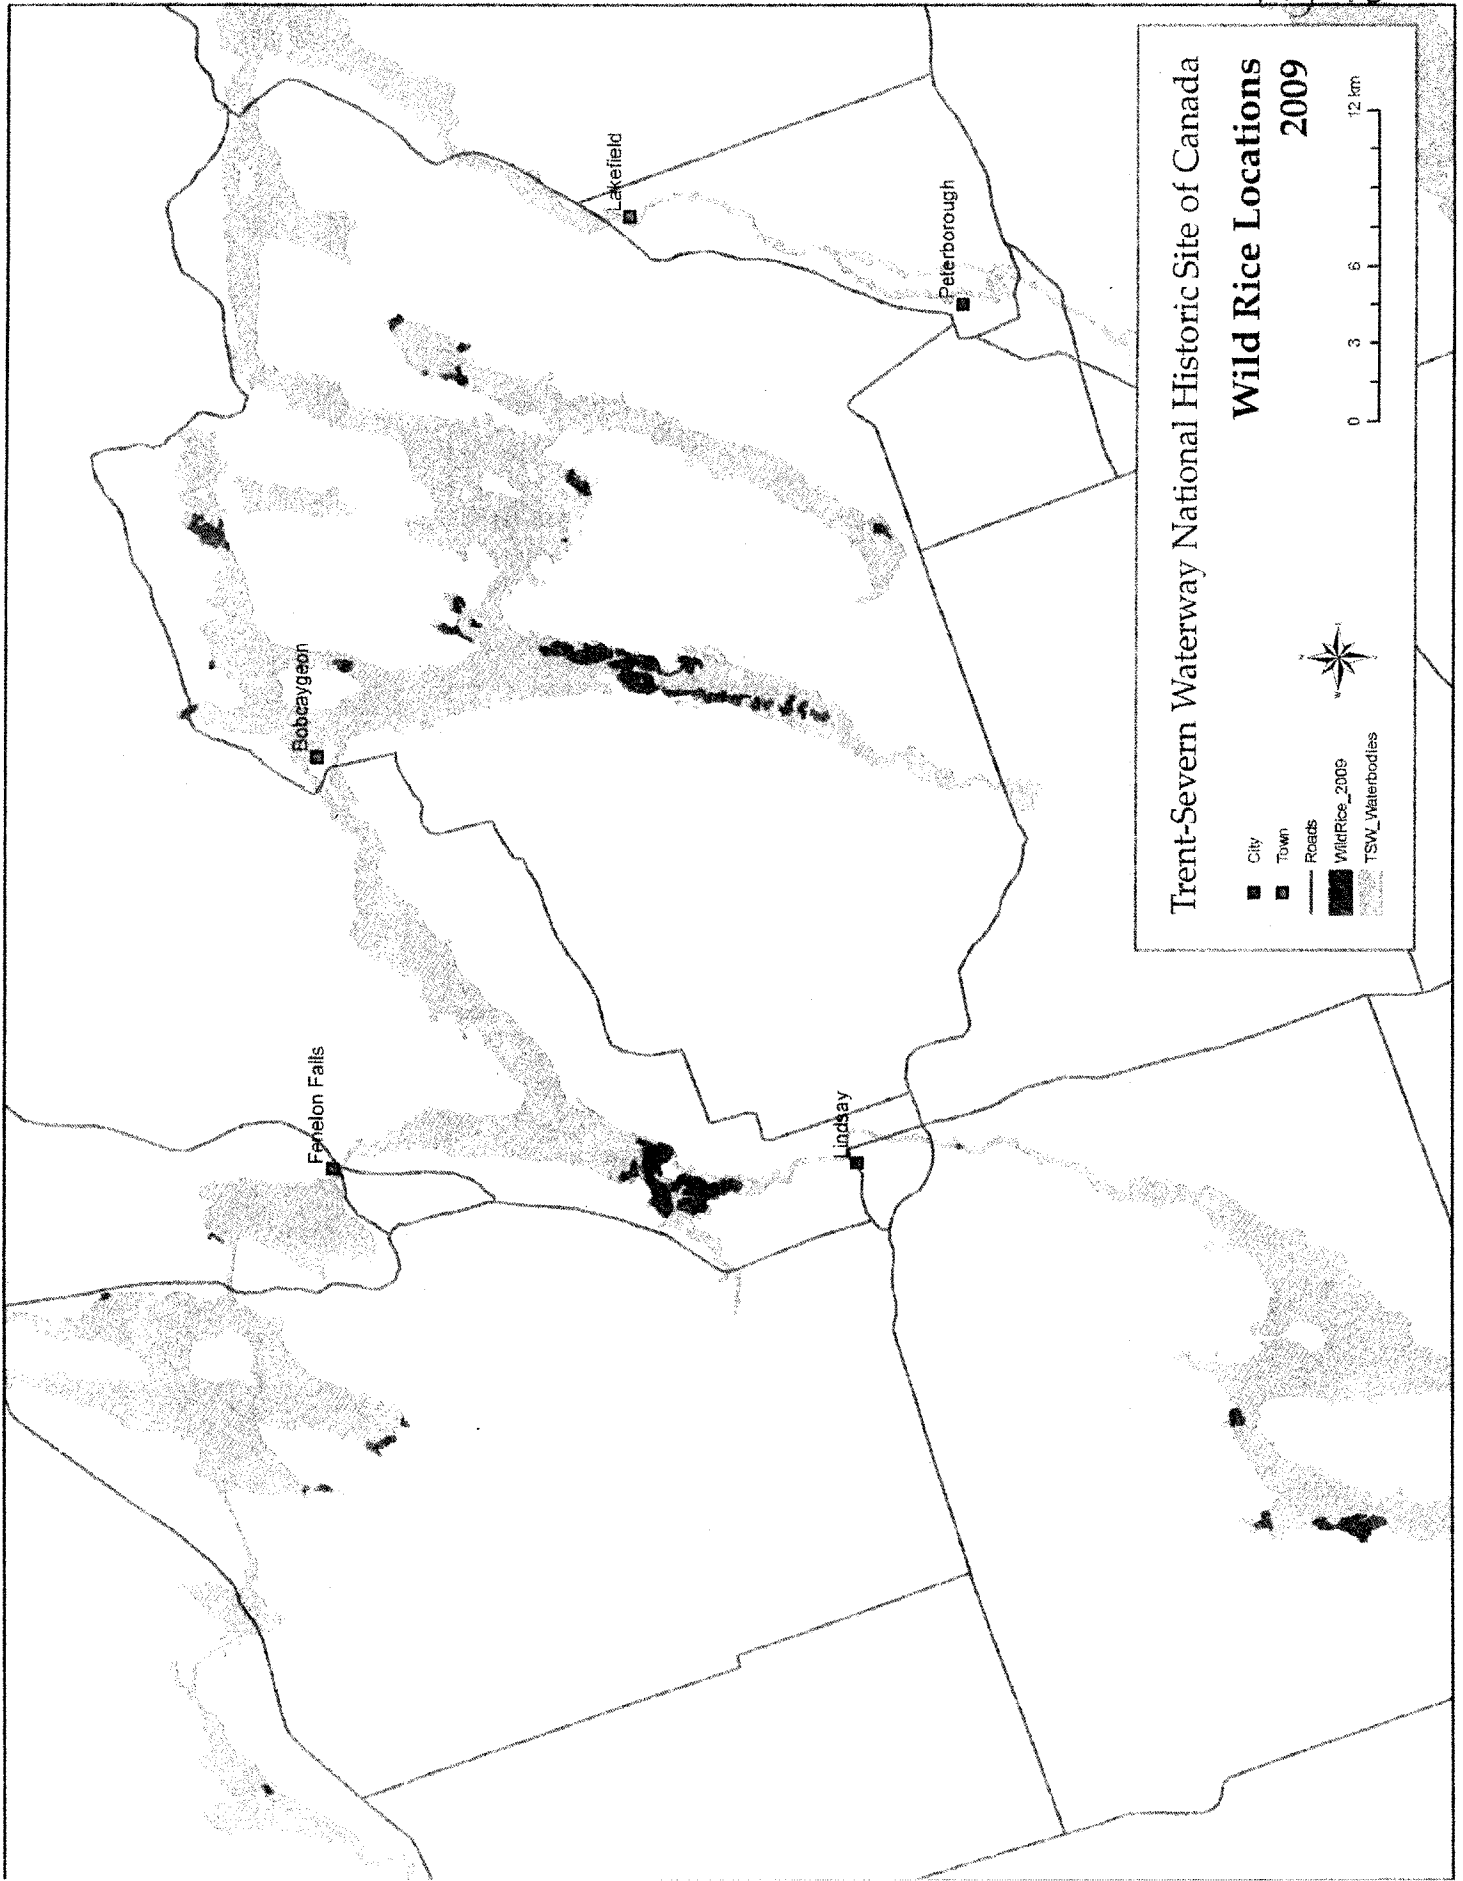 Fenelon Falls
Bobcaygeon
Lakefield
Lindsay
Peterborough
Trent-Severn Waterway National Historic Site of Canada
Wild Rice Locations
2009
City
Town
Roads
WildRice_2009
TSW_Waterbodies
0 3 6 12 km